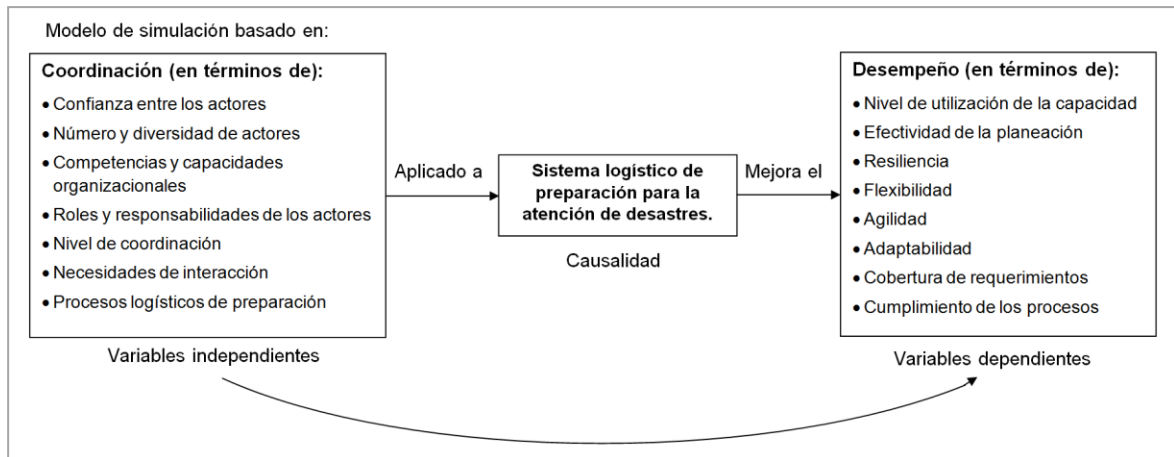 Modelo de simulación basado en:
Coordinación (en términos de):
• Confianza entre los actores
• Número y diversidad de actores
• Competencias y capacidades
organizacionales
• Roles y responsabilidades de los actores
• Nivel de coordinación
• Necesidades de interacción
• Procesos logísticos de preparación
Variables independientes
Aplicado a
Sistema logístico de
preparación para la
atención de desastres.
Causalidad
Mejora el
Desempeño (en términos de):
• Nivel de utilización de la capacidad
• Efectividad de la planeación
• Resiliencia
• Flexibilidad
• Agilidad
• Adaptabilidad
• Cobertura de requerimientos
• Cumplimiento de los procesos
Variables dependientes